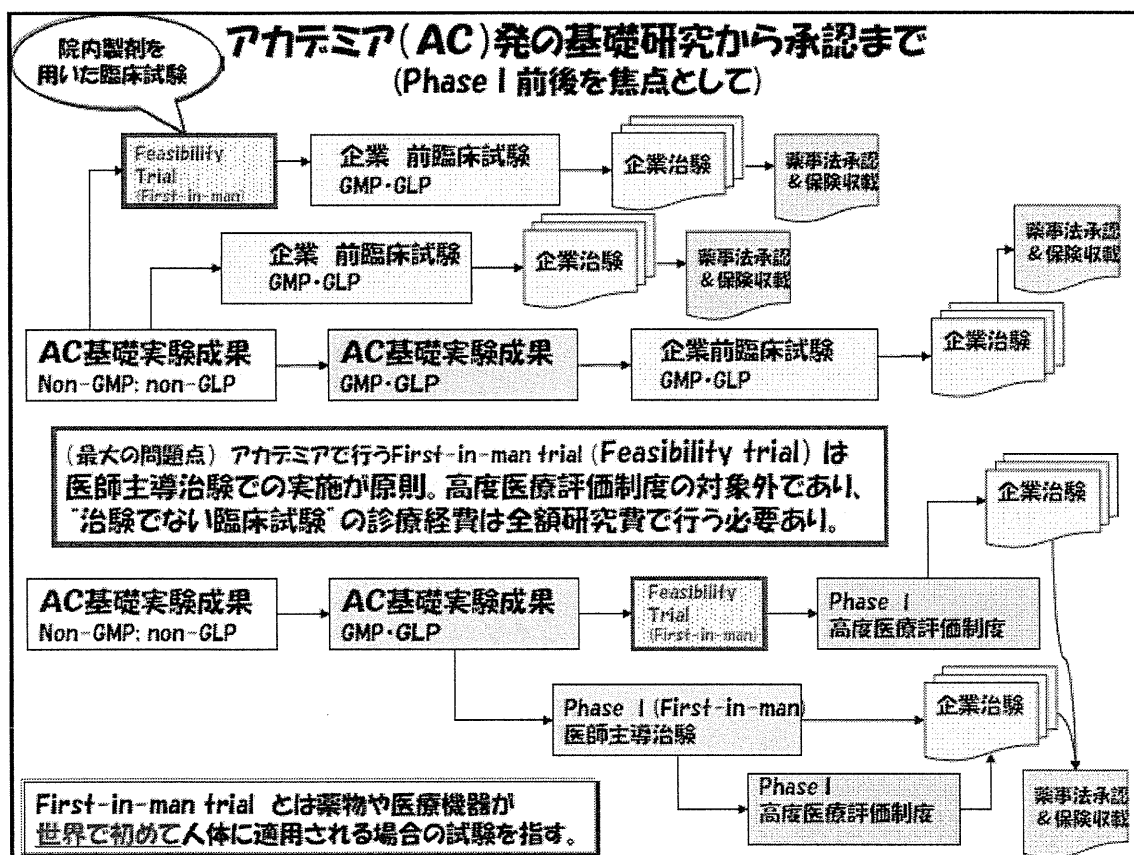 院内製剤を
用いた臨床試験
アカデミア(AC)発の基礎研究から承認まで
(Phase I 前後を焦点として)
Feasibility
Trial
(First-in-man)
企業 前臨床試験
GMP・GLP
企業治験
薬事法承認
&保険収載
企業 前臨床試験
GMP・GLP
企業治験
薬事法承認
&保険収載
薬事法承認
&保険収載
AC基礎実験成果
Non-GMP: non-GLP
AC基礎実験成果
GMP・GLP
企業前臨床試験
GMP・GLP
企業治験
(最大の問題点) アカデミアで行うFirst-in-man trial (Feasibility trial) は
医師主導治験での実施が原則。高度医療評価制度の対象外であり、
"治験でない臨床試験"の診療経費は全額研究費で行う必要あり。
企業治験
AC基礎実験成果
Non-GMP: non-GLP
AC基礎実験成果
GMP・GLP
Feasibility
Trial
(First-in-man)
Phase I
高度医療評価制度
Phase I (First-in-man)
医師主導治験
企業治験
Phase I
高度医療評価制度
薬事法承認
&保険収載
First-in-man trial とは薬物や医療機器が
世界で初めて人体に適用される場合の試験を指す。